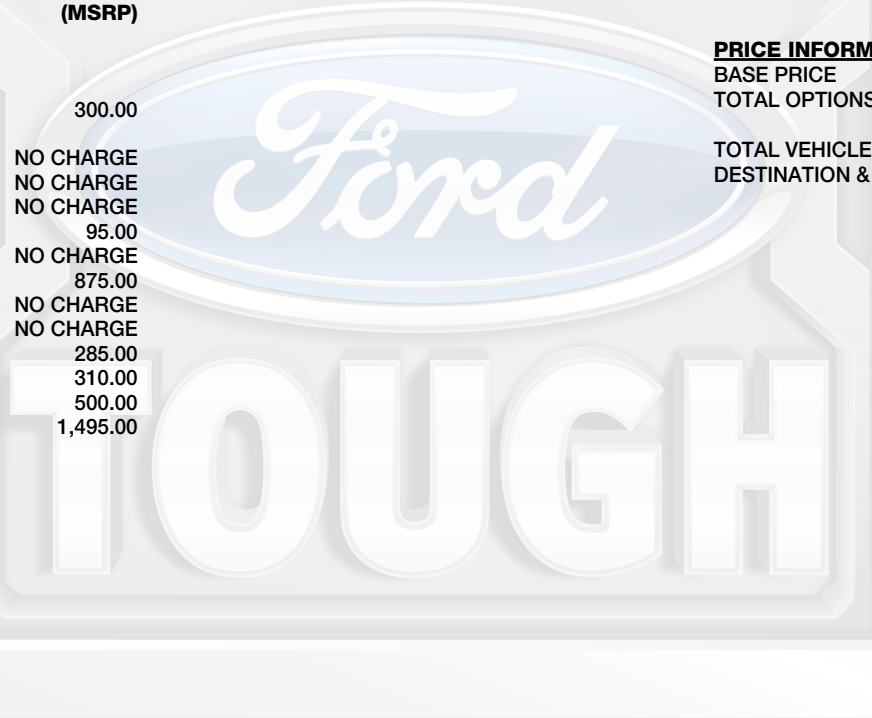 (MSRP)
300.00
NO CHARGE
NO CHARGE
NO CHARGE
95.00
NO CHARGE
875.00
NO CHARGE
NO CHARGE
285.00
310.00
500.00
1,495.00
PRICE INFORM
BASE PRICE
TOTAL OPTIONS
TOTAL VEHICLE
DESTINATION &
Ford
TOUGH